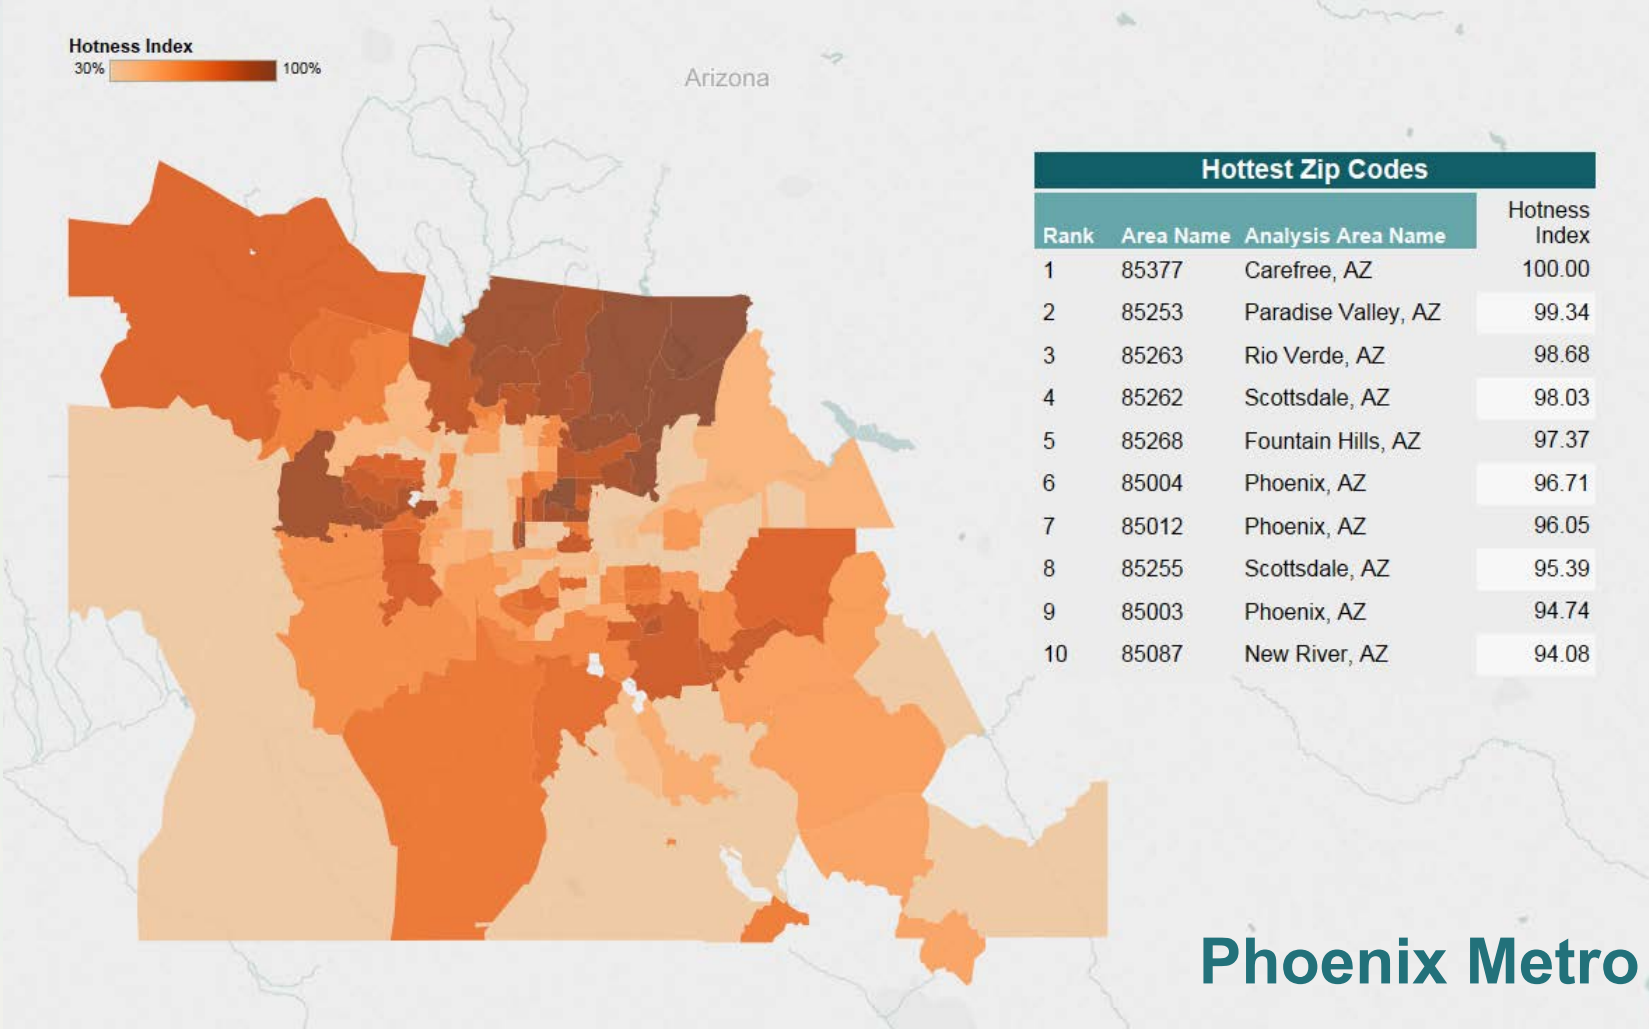 Hotness Index
30% 100%
Arizona
Hottest Zip Codes
Rank Area Name Analysis Area Name Hotness Index
1 85377 Carefree, AZ 100.00
2 85253 Paradise Valley, AZ 99.34
3 85263 Rio Verde, AZ 98.68
4 85262 Scottsdale, AZ 98.03
5 85268 Fountain Hills, AZ 97.37
6 85004 Phoenix, AZ 96.71
7 85012 Phoenix, AZ 96.05
8 85255 Scottsdale, AZ 95.39
9 85003 Phoenix, AZ 94.74
10 85087 New River, AZ 94.08
Phoenix Metro